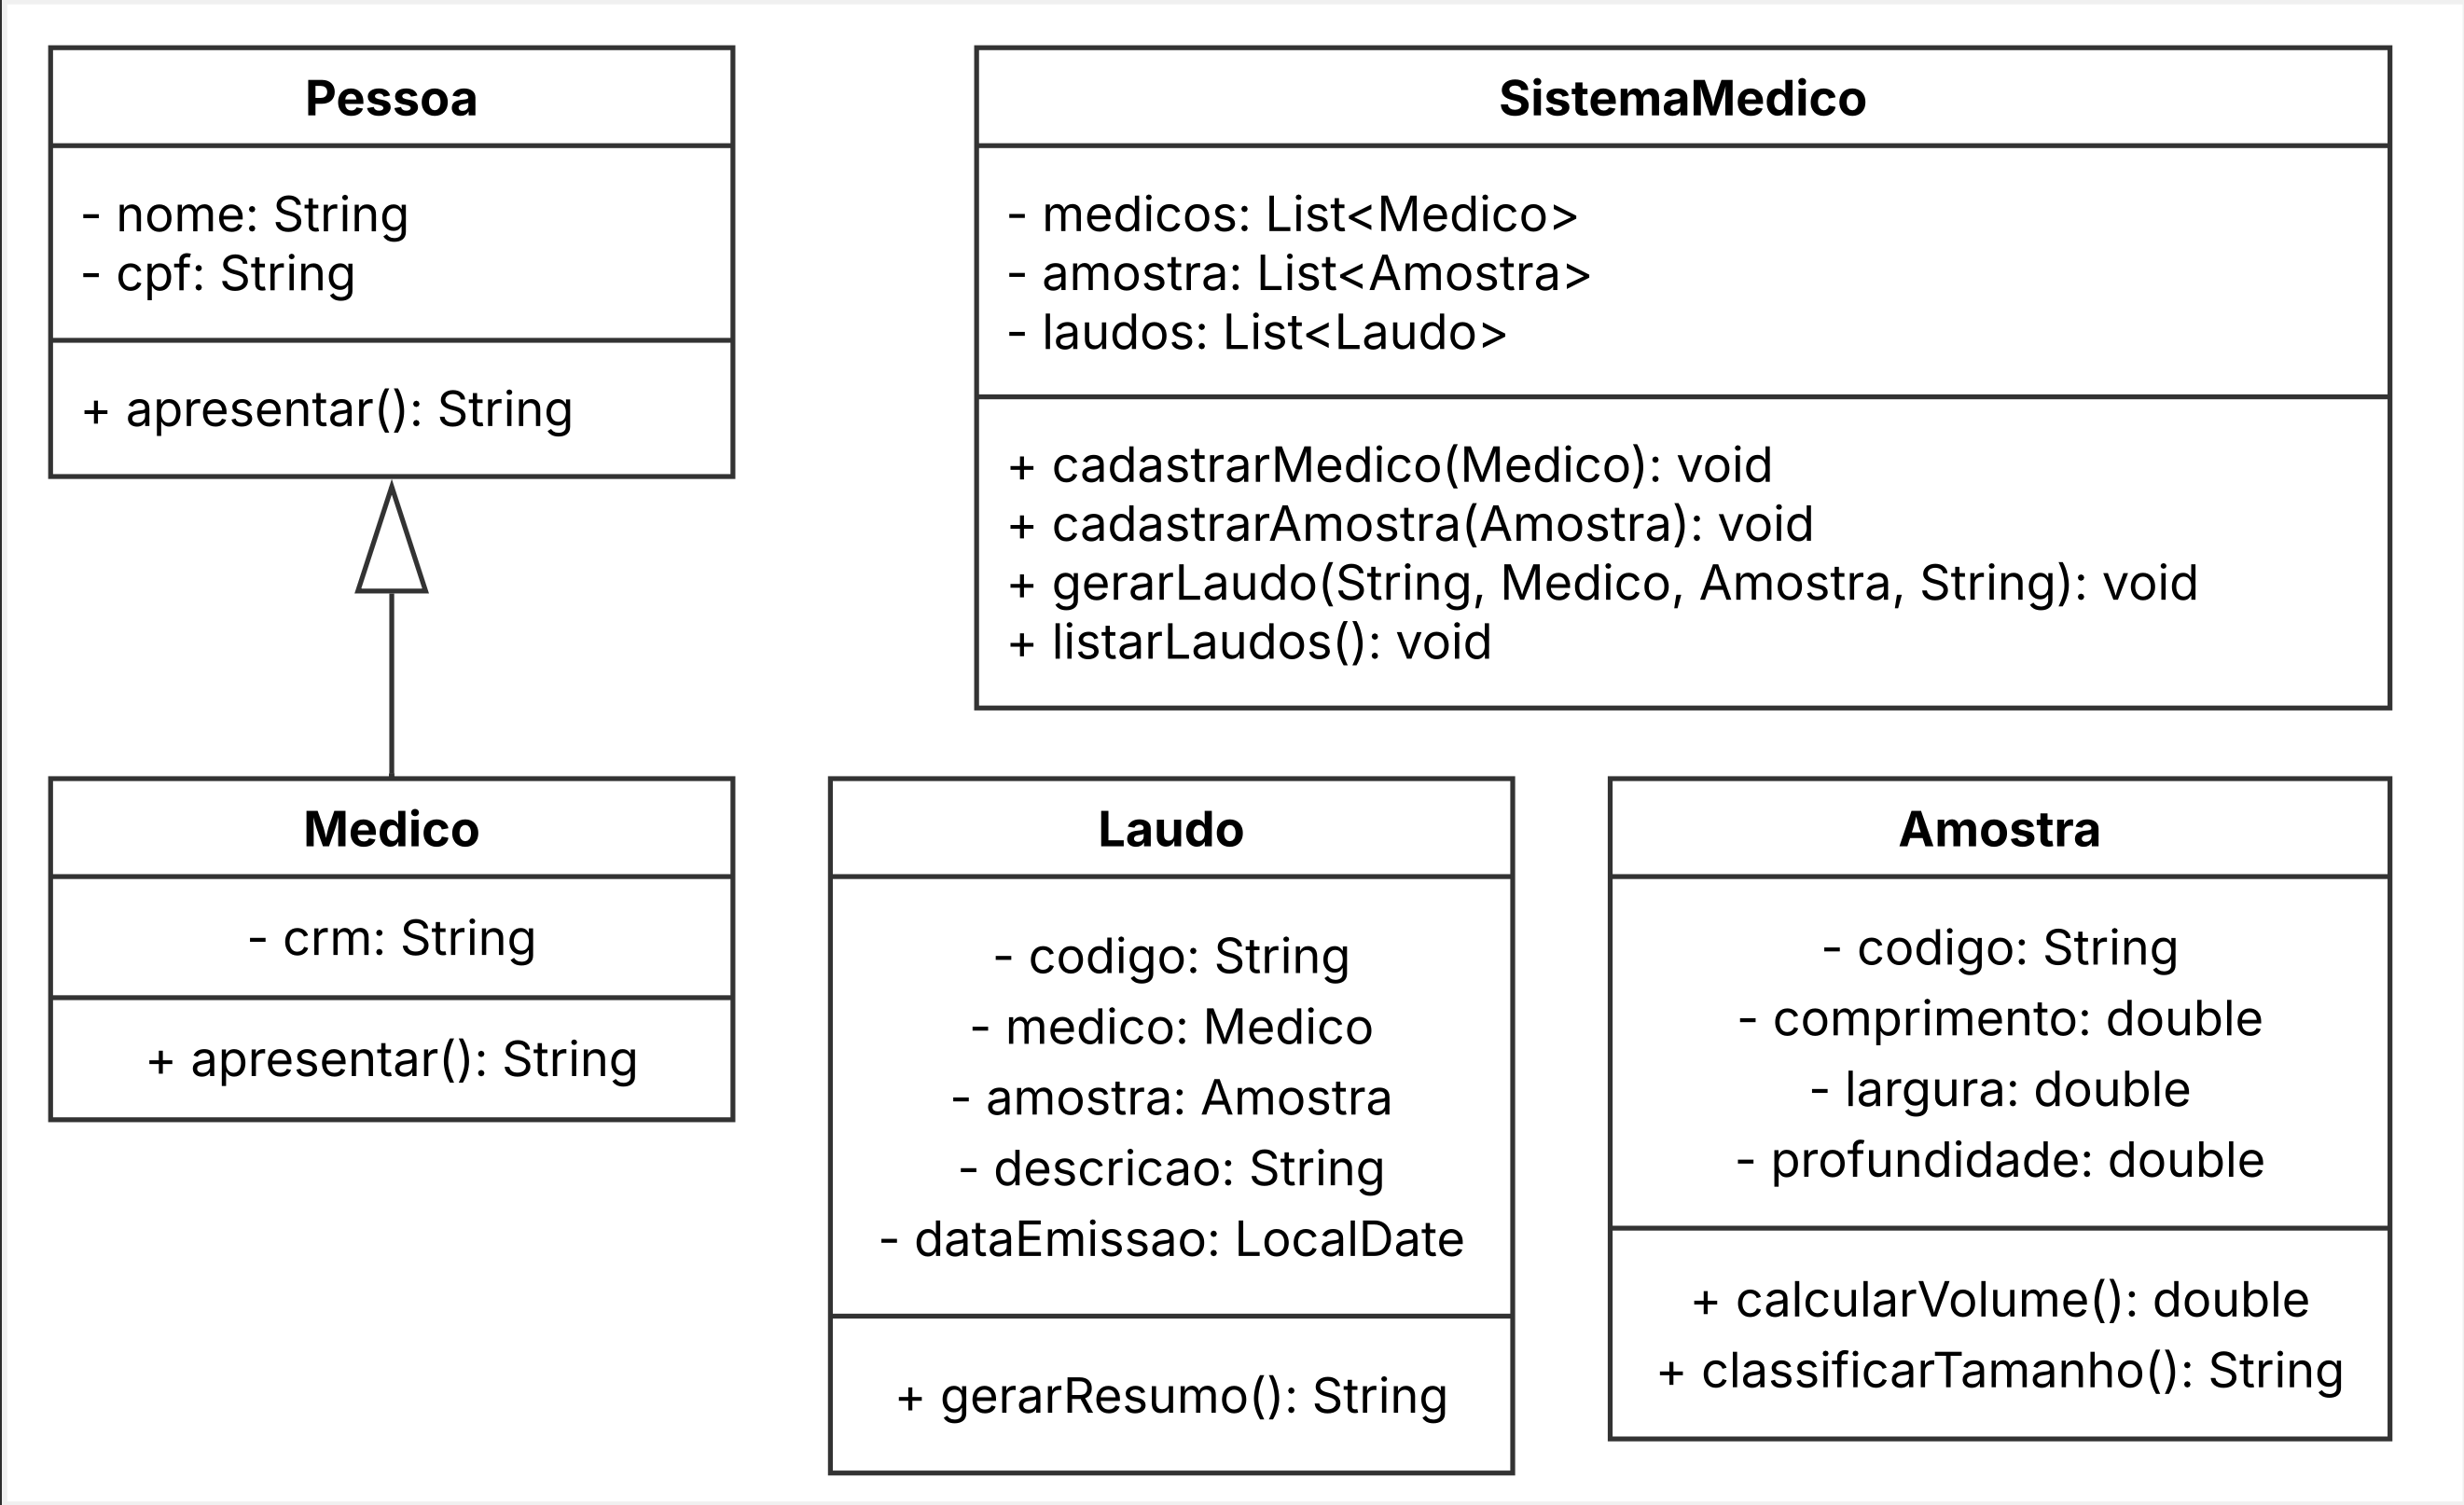 Pessoa
- nome: String
- cpf: String
+ apresentar(): String
SistemaMedico
- medicos: List<Medico>
- amostra: List<Amostra>
- laudos: List<Laudo>
+ cadastrarMedico(Medico): void
+ cadastrarAmostra(Amostra): void
+ gerarLaudo(String, Medico, Amostra, String): void
+ listarLaudos(): void
Medico
- crm: String
+ apresentar(): String
Laudo
- codigo: String
- medico: Medico
- amostra: Amostra
- descricao: String
- dataEmissao: LocalDate
+ gerarResumo(): String
Amostra
- codigo: String
- comprimento: double
- largura: double
- profundidade: double
+ calcularVolume(): double
+ classificarTamanho(): String